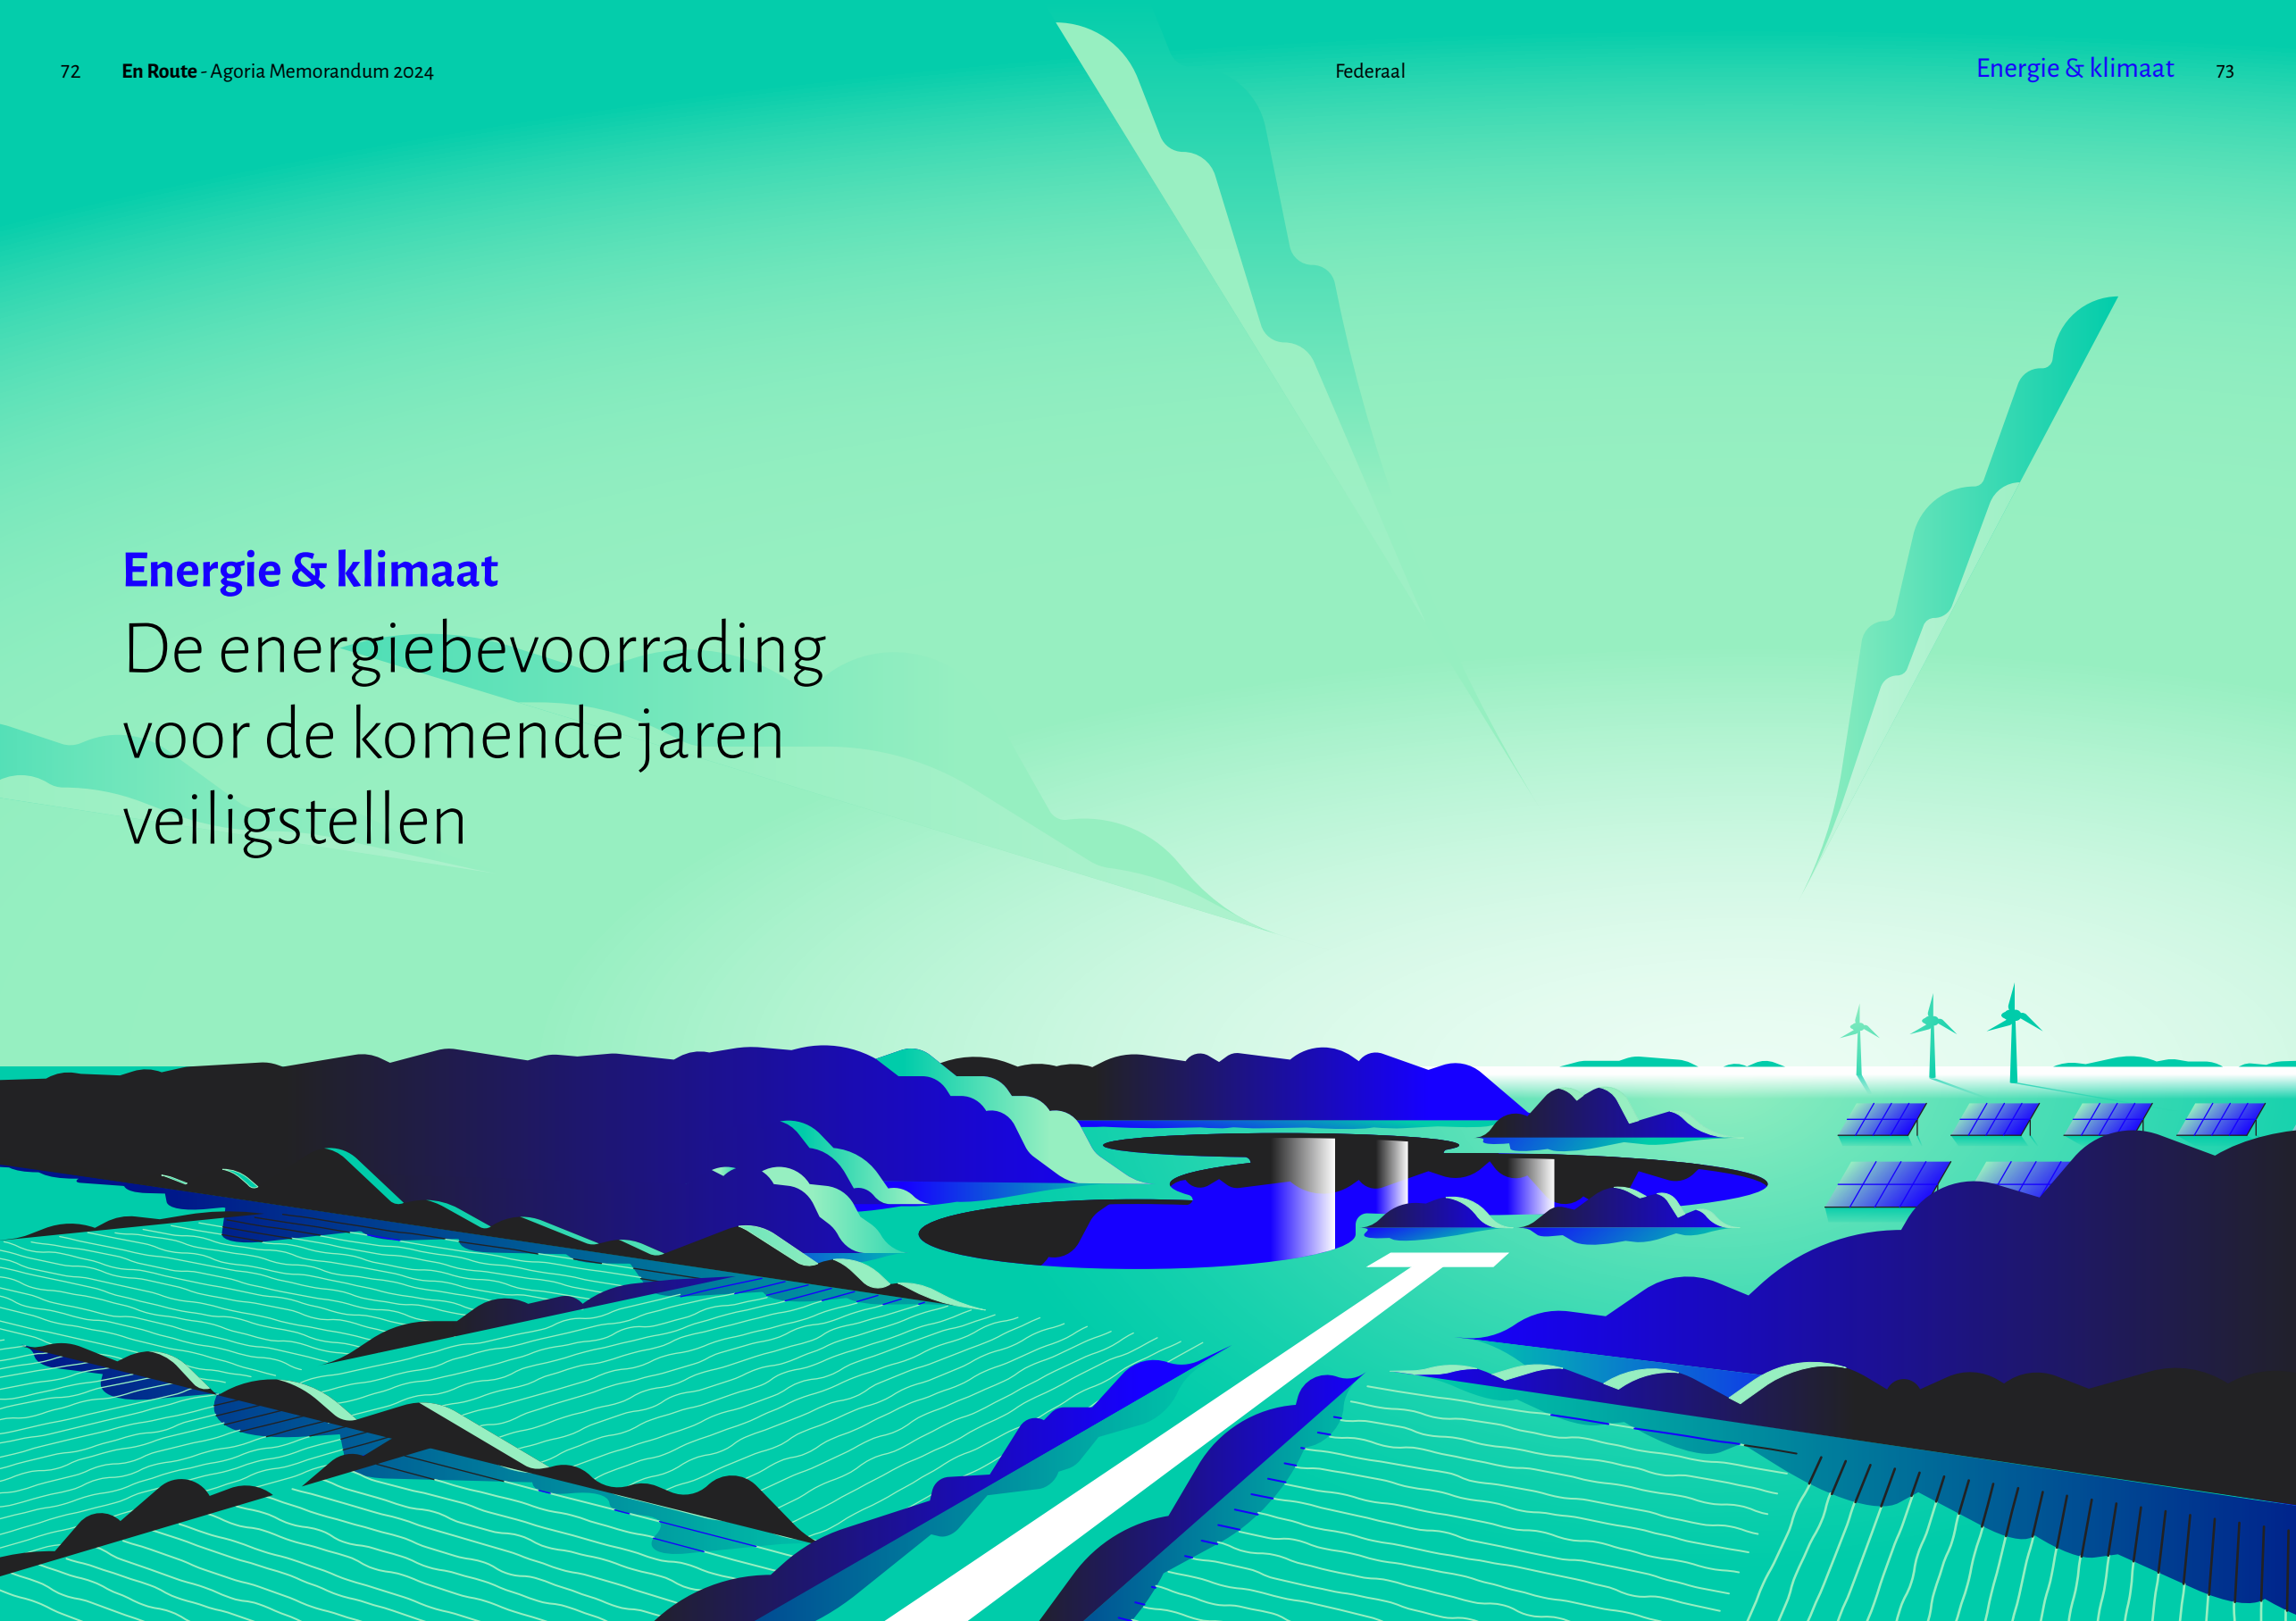 72 En Route - Agoria Memorandum 2024
Federaal
Energie & klimaat 73
Energie & klimaat
De energiebevoorrading
voor de komende jaren
veiligstellen